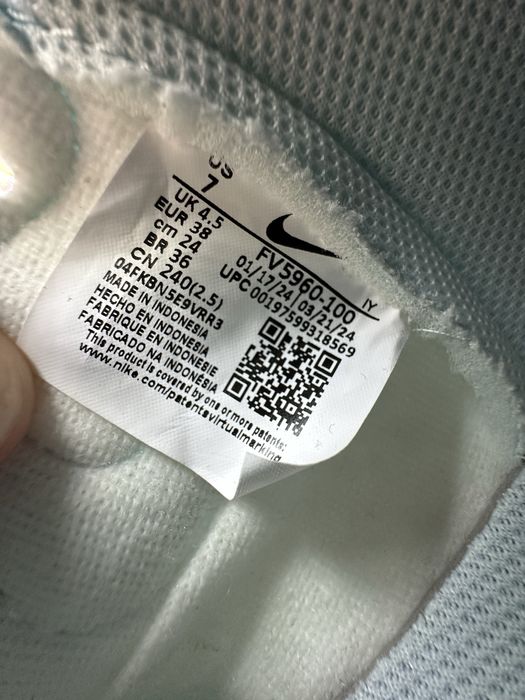 US
7
UK 4.5
EUR 38
cm 24
BR 36
CN 240(2.5)
04FKBN5E9VRR3
MADE IN INDONESIA
HECHO EN INDONESIA
FABRIQUE EN INDONESIE
FABRICADO NA INDONESIA
This product is covered by one or more patents:
www.nike.com/patentsvirtualmarking
FV5960-100
IY
01/17/24 03/21/24
UPC 00197599318569